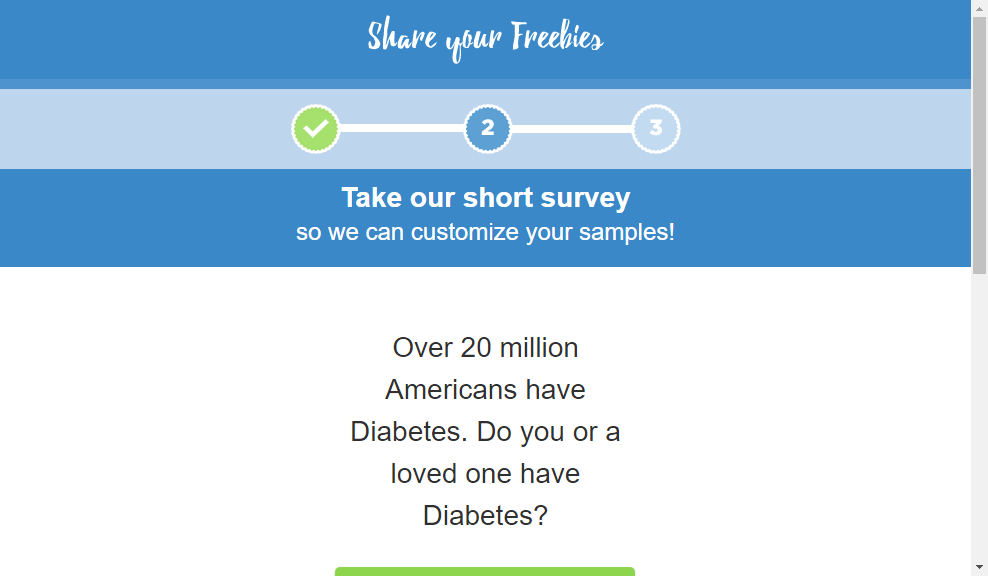 Share your Freebies
2
3
Take our short survey
so we can customize your samples!
Over 20 million
Americans have
Diabetes. Do you or a
loved one have
Diabetes?